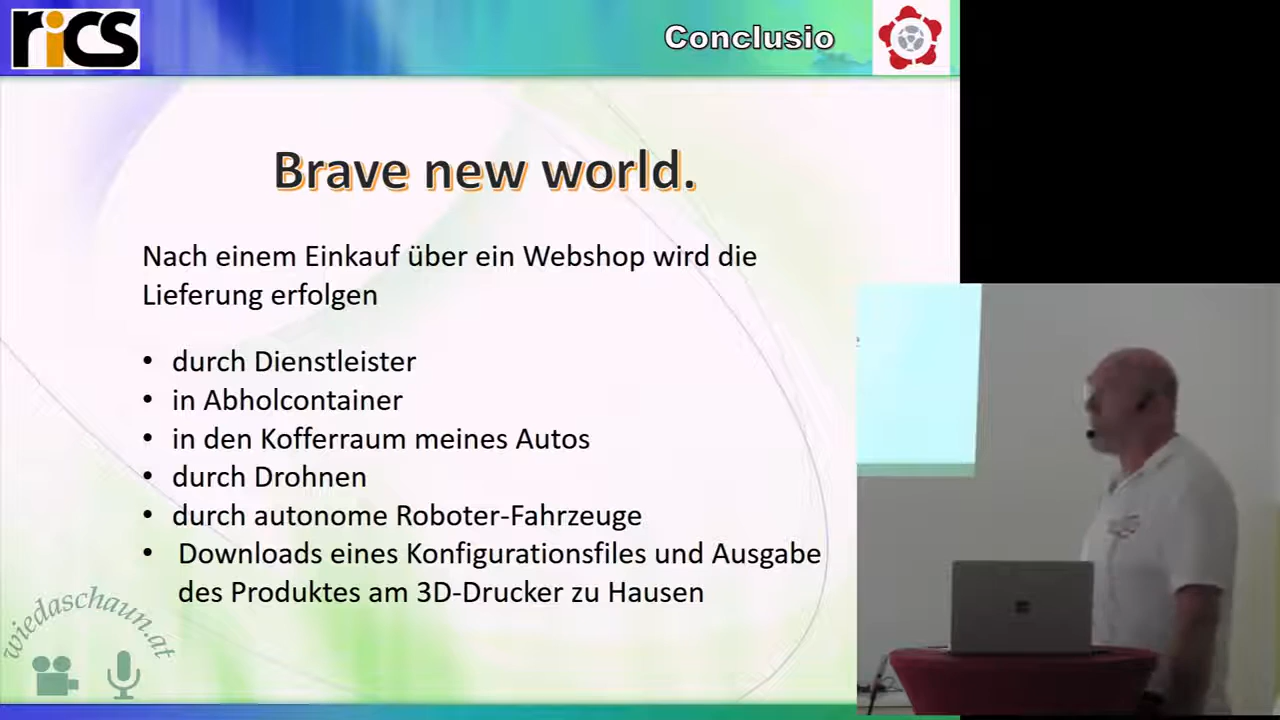 rics
Conclusio
Brave new world.
Nach einem Einkauf über ein Webshop wird die
Lieferung erfolgen
• durch Dienstleister
• in Abholcontainer
• in den Kofferraum meines Autos
• durch Drohnen
• durch autonome Roboter-Fahrzeuge
• Downloads eines Konfigurationsfiles und Ausgabe
des Produktes am 3D-Drucker zu Hausen
wiedaschaun.at